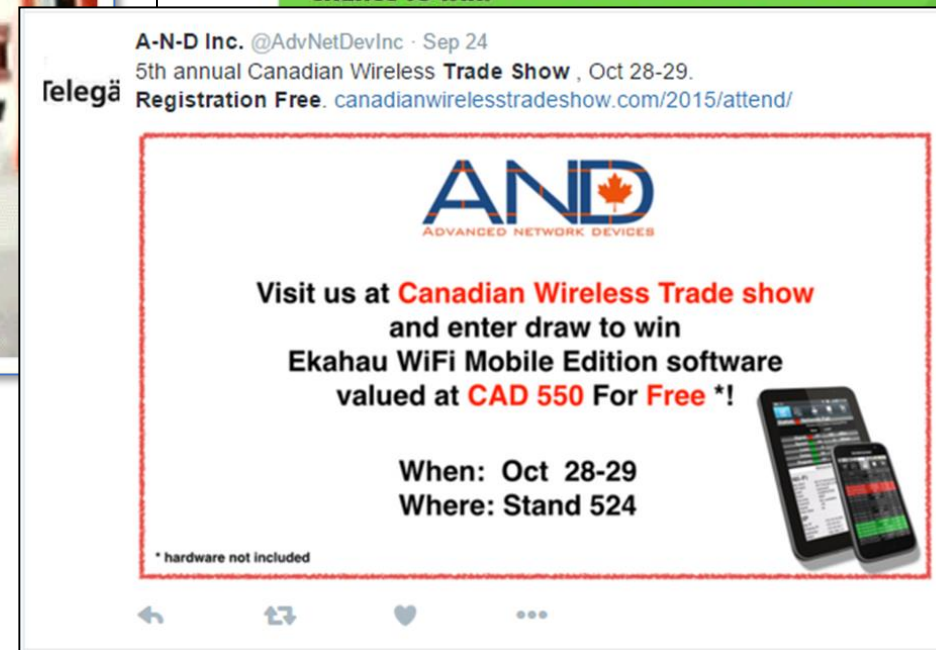 A-N-D Inc. @AdvNetDevInc · Sep 24
5th annual Canadian Wireless Trade Show , Oct 28-29.
Registration Free. canadianwirelesstradeshow.com/2015/attend/
AND
ADVANCED NETWORK DEVICES
Visit us at Canadian Wireless Trade show
and enter draw to win
Ekahau WiFi Mobile Edition software
valued at CAD 550 For Free *!
When: Oct 28-29
Where: Stand 524
* hardware not included